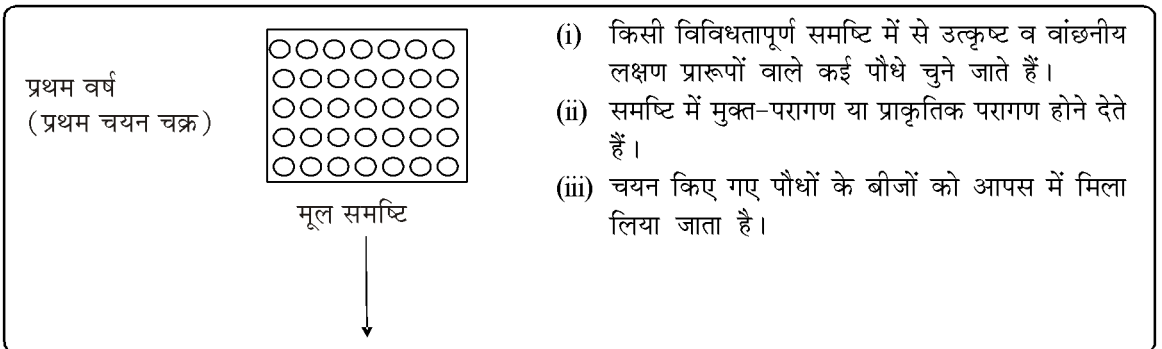 प्रथम वर्ष
(प्रथम चयन चक्र)
मूल समष्टि
(i) किसी विविधतापूर्ण समष्टि में से उत्कृष्ट व वांछनीय
लक्षण प्रारूपों वाले कई पौधे चुने जाते हैं।
(ii) समष्टि में मुक्त-परागण या प्राकृतिक परागण होने देते
हैं।
(iii) चयन किए गए पौधों के बीजों को आपस में मिला
लिया जाता है।